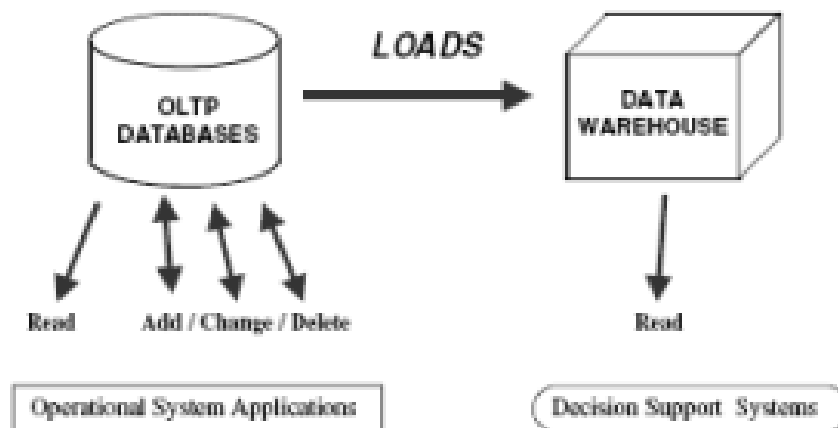 LOADS
OLTP
DATABASES
DATA
WAREHOUSE
Read
Add / Change / Delete
Read
Operational System Applications
Decision Support Systems